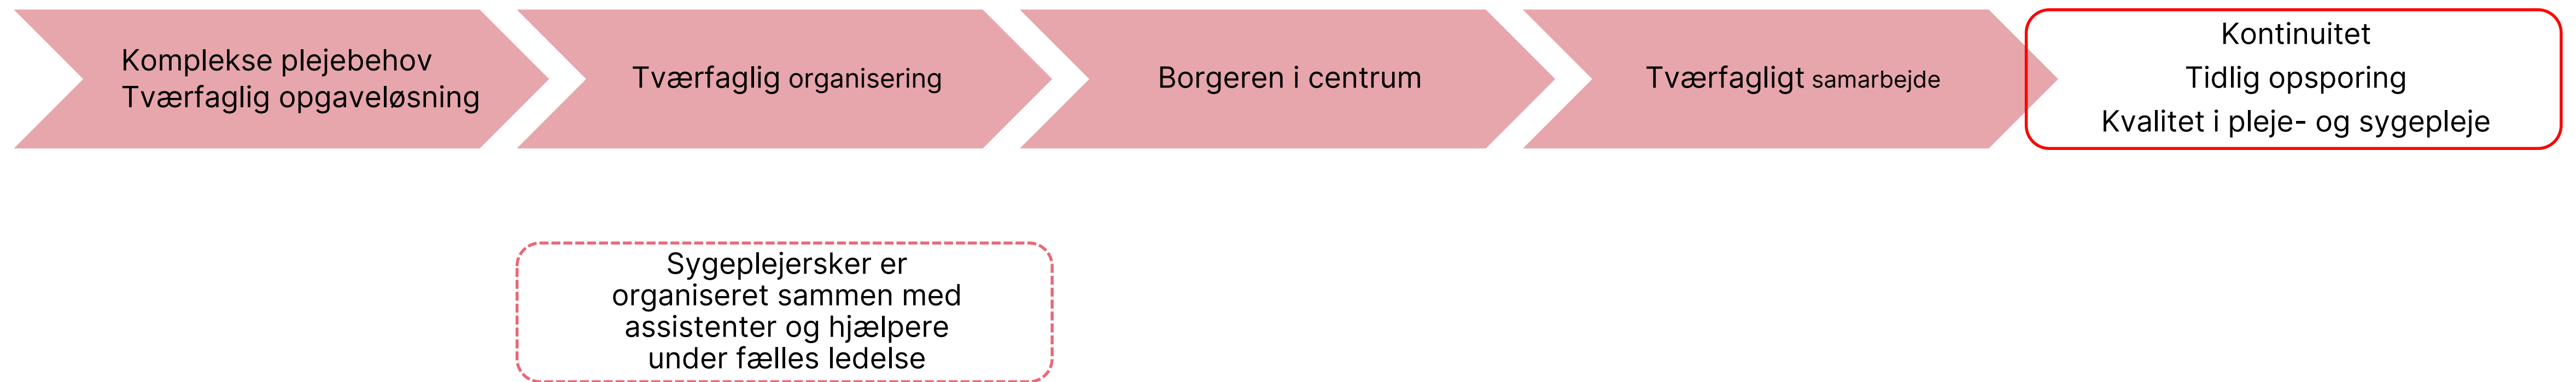 Komplekse plejebehov
Tværfaglig opgaveløsning
Tværfaglig organisering
Borgeren i centrum
Tværfagligt samarbejde
Kontinuitet
Tidlig opsporing
Kvalitet i pleje- og sygepleje
Sygeplejersker er
organiseret sammen med
assistenter og hjælpere
under fælles ledelse